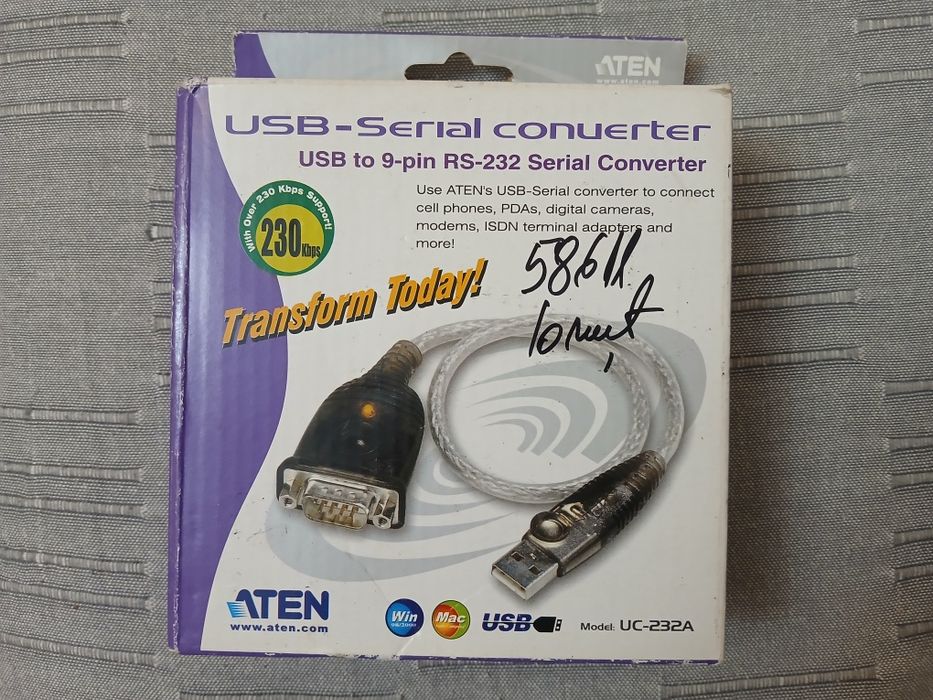 ATEN
www.aten.com
USB-Serial converter
USB to 9-pin RS-232 Serial Converter
Use ATEN's USB-Serial converter to connect
cell phones, PDAs, digital cameras,
modems, ISDN terminal adapters and
more!
With Over 230 Kbps Support!
230 Kbps
Transform Today!
ATEN
www.aten.com
Win
98/2000
Mac
USB
Model: UC-232A